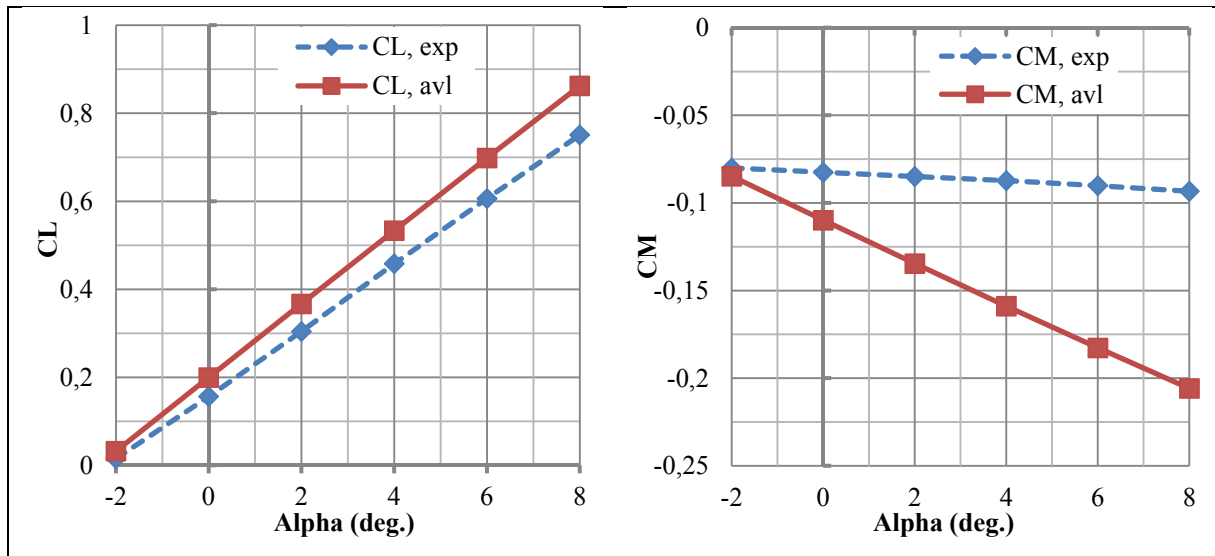 1
0,8
0,6
0,4
0,2
0
CL
CL, exp
CL, avl
-2 0 2 4 6 8
Alpha (deg.)
0
-0,05
-0,1
-0,15
-0,2
-0,25
CM
CM, exp
CM, avl
-2 0 2 4 6 8
Alpha (deg.)